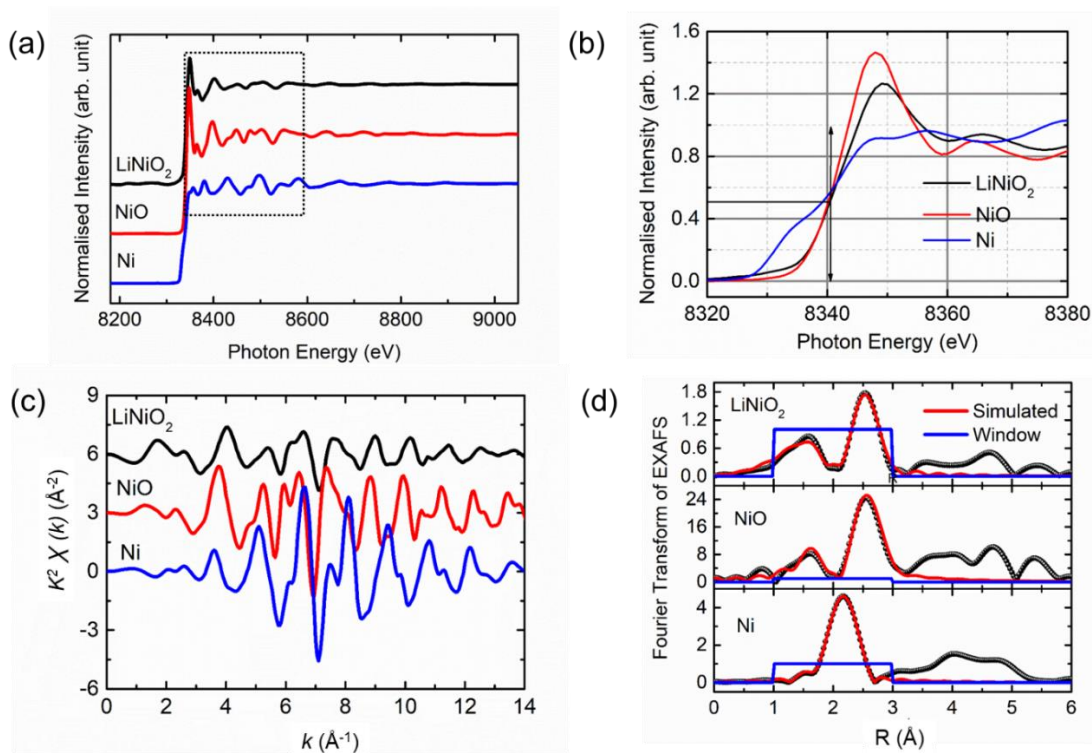 (a)
Normalised Intensity (arb. unit)
LiNiO2
NiO
Ni
8200 8400 8600 8800 9000
Photon Energy (eV)
(b)
Normalised Intensity (arb. unit)
1.6
1.2
0.8
0.4
0.0
LiNiO2
NiO
Ni
8320 8340 8360 8380
Photon Energy (eV)
(c)
K² χ (k) (Å⁻²)
9
6
3
0
-3
-6
LiNiO2
NiO
Ni
0 2 4 6 8 10 12 14
k (Å⁻¹)
(d)
Fourier Transform of EXAFS
1.8
1.2
0.6
0.0
LiNiO2
Simulated
Window
24
16
8
0
NiO
4
2
0
Ni
0 1 2 3 4 5 6
R (Å)